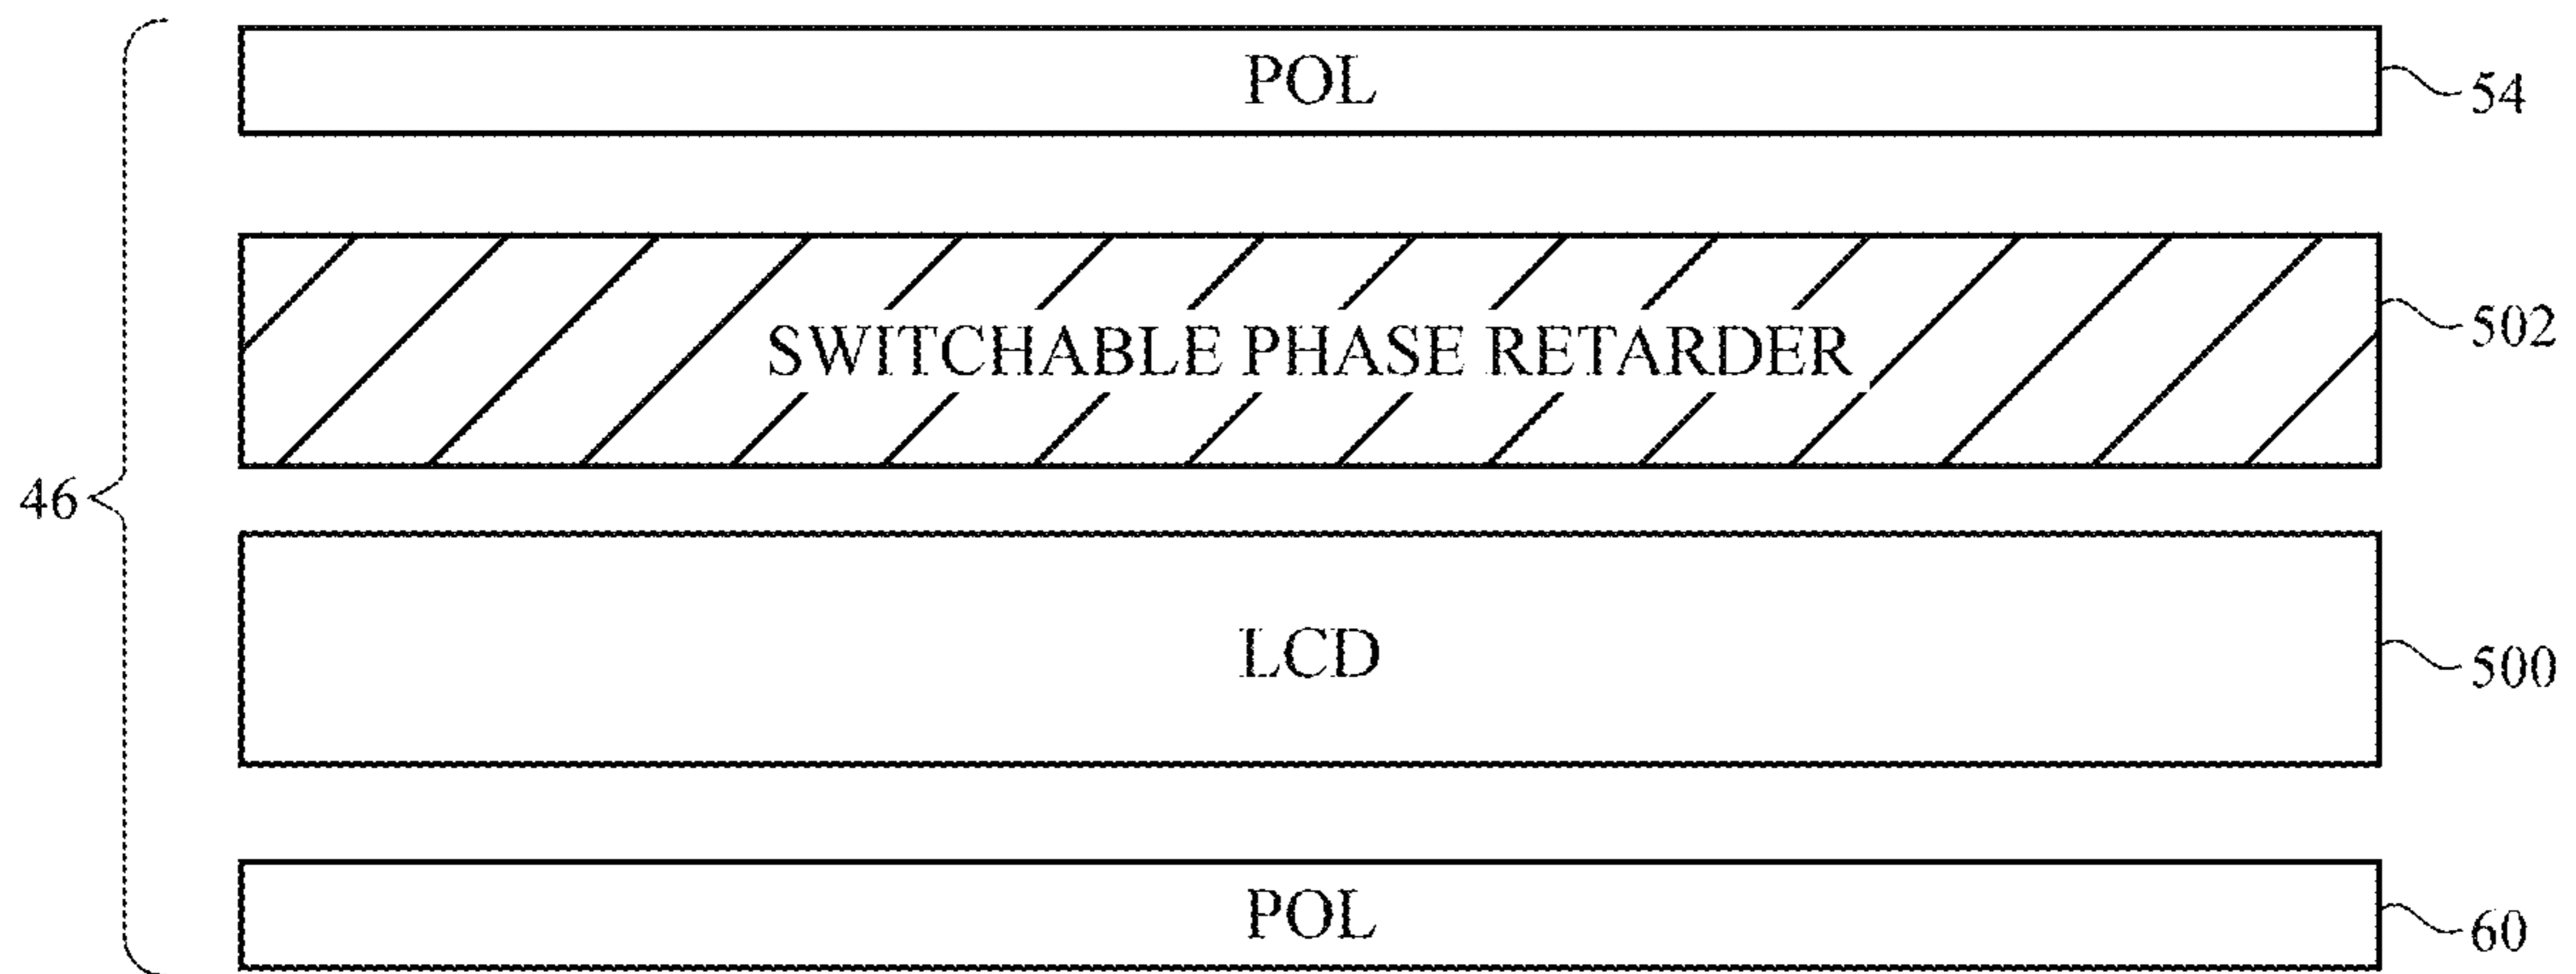 POL
54
SWITCHABLE PHASE RETARDER
502
46
LCD
500
POL
60